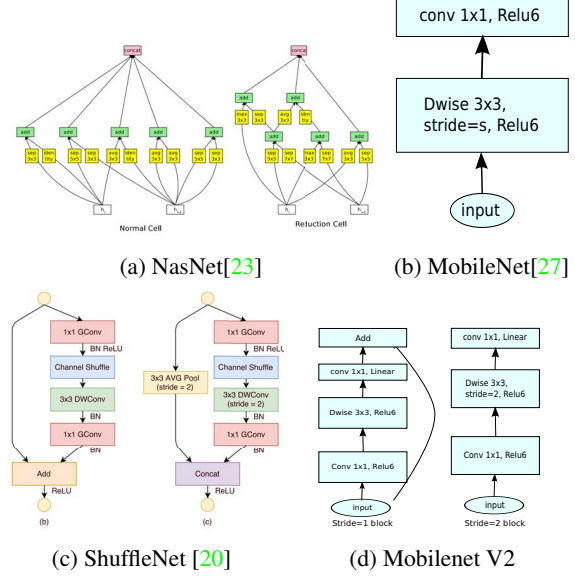 concat
add
add
add
add
add
sep 3x3
iden tity
sep 5x5
sep 3x3
avg 3x3
iden tity
avg 3x3
avg 3x3
sep 5x5
sep 3x3
h
h
Normal Cell
concat
add
max 3x3
sep 3x3
add
avg 3x3
iden tity
add
add
add
sep 5x5
sep 7x7
max 3x3
sep 7x7
avg 3x3
sep 5x5
h
h
Reduction Cell
(a) NasNet[23]
conv 1x1, Relu6
Dwise 3x3,
stride=s, Relu6
input
(b) MobileNet[27]
1x1 GConv
BN ReLU
Channel Shuffle
3x3 DWConv
BN
1x1 GConv
BN
Add
ReLU
(b)
3x3 AVG Pool
(stride = 2)
1x1 GConv
BN ReLU
Channel Shuffle
3x3 DWConv
(stride = 2)
BN
1x1 GConv
BN
Concat
ReLU
(c)
(c) ShuffleNet [20]
Add
conv 1x1, Linear
Dwise 3x3, Relu6
Conv 1x1, Relu6
input
Stride=1 block
conv 1x1, Linear
Dwise 3x3,
stride=2, Relu6
Conv 1x1, Relu6
input
Stride=2 block
(d) Mobilenet V2